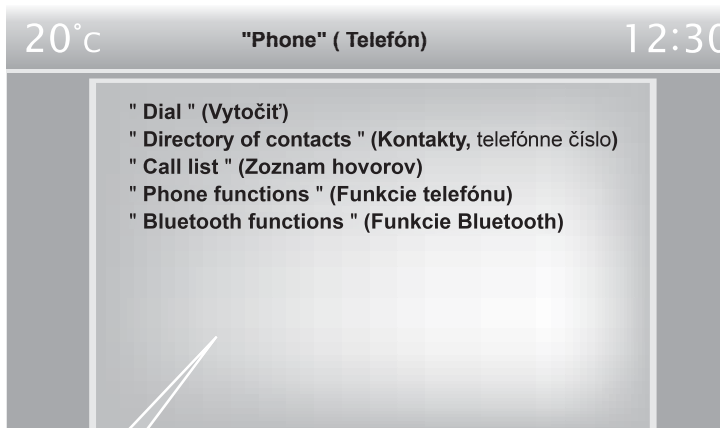 20°C "Phone" ( Telefón) 12:30
" Dial " (Vytočiť)
" Directory of contacts " (Kontakty, telefónne číslo)
" Call list " (Zoznam hovorov)
" Phone functions " (Funkcie telefónu)
" Bluetooth functions " (Funkcie Bluetooth)